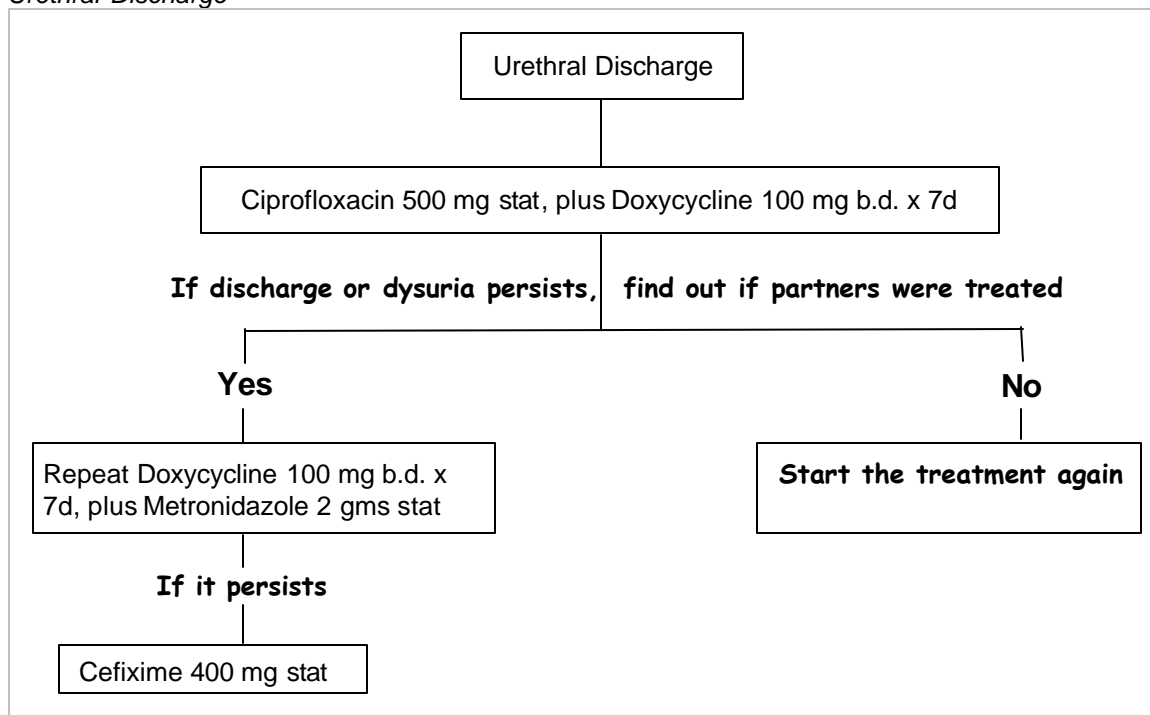 Urethral Discharge
Urethral Discharge
Ciprofloxacin 500 mg stat, plus Doxycycline 100 mg b.d. x 7d
If discharge or dysuria persists, find out if partners were treated
Yes
No
Repeat Doxycycline 100 mg b.d. x
7d, plus Metronidazole 2 gms stat
Start the treatment again
If it persists
Cefixime 400 mg stat